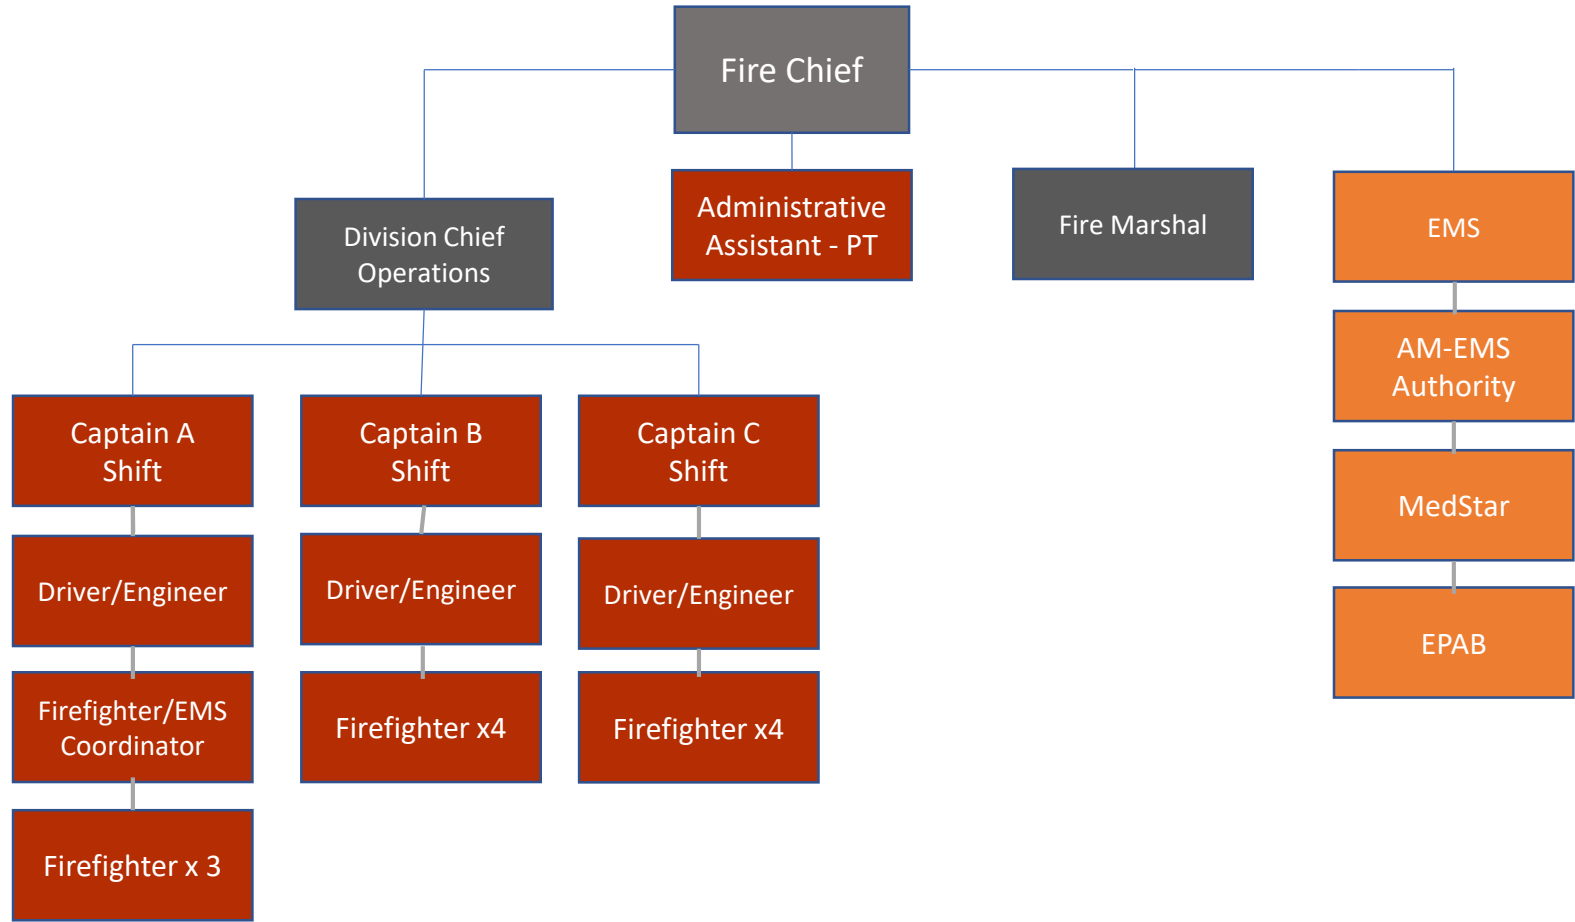 Fire Chief
Administrative
Assistant - PT
Fire Marshal
EMS
Division Chief
Operations
AM-EMS
Authority
Captain A
Shift
Captain B
Shift
Captain C
Shift
MedStar
Driver/Engineer
Driver/Engineer
Driver/Engineer
EPAB
Firefighter/EMS
Coordinator
Firefighter x4
Firefighter x4
Firefighter x 3